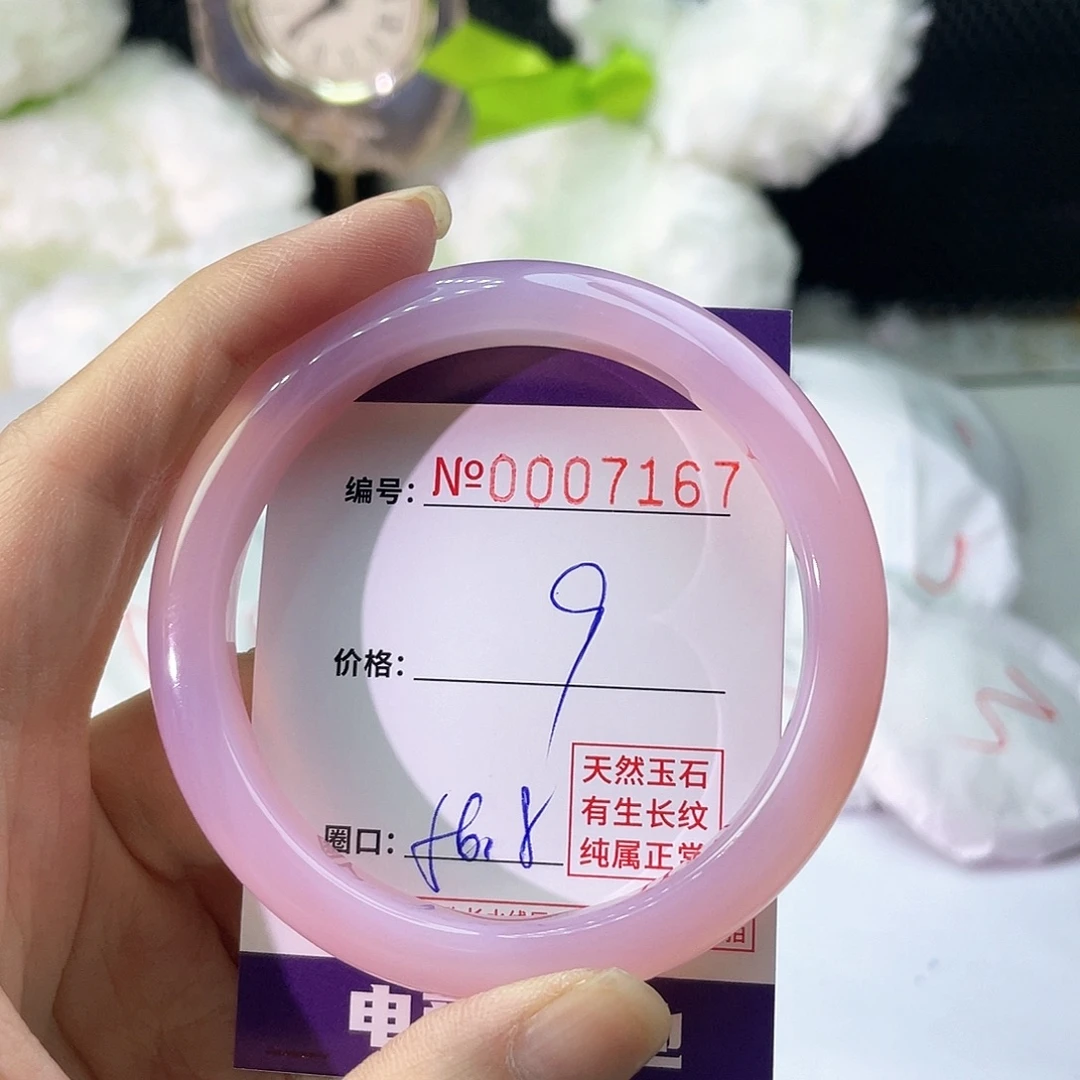 编号: №0007167
价格: 9
圈口: 56.8
天然玉石
有生长纹
纯属正常
电